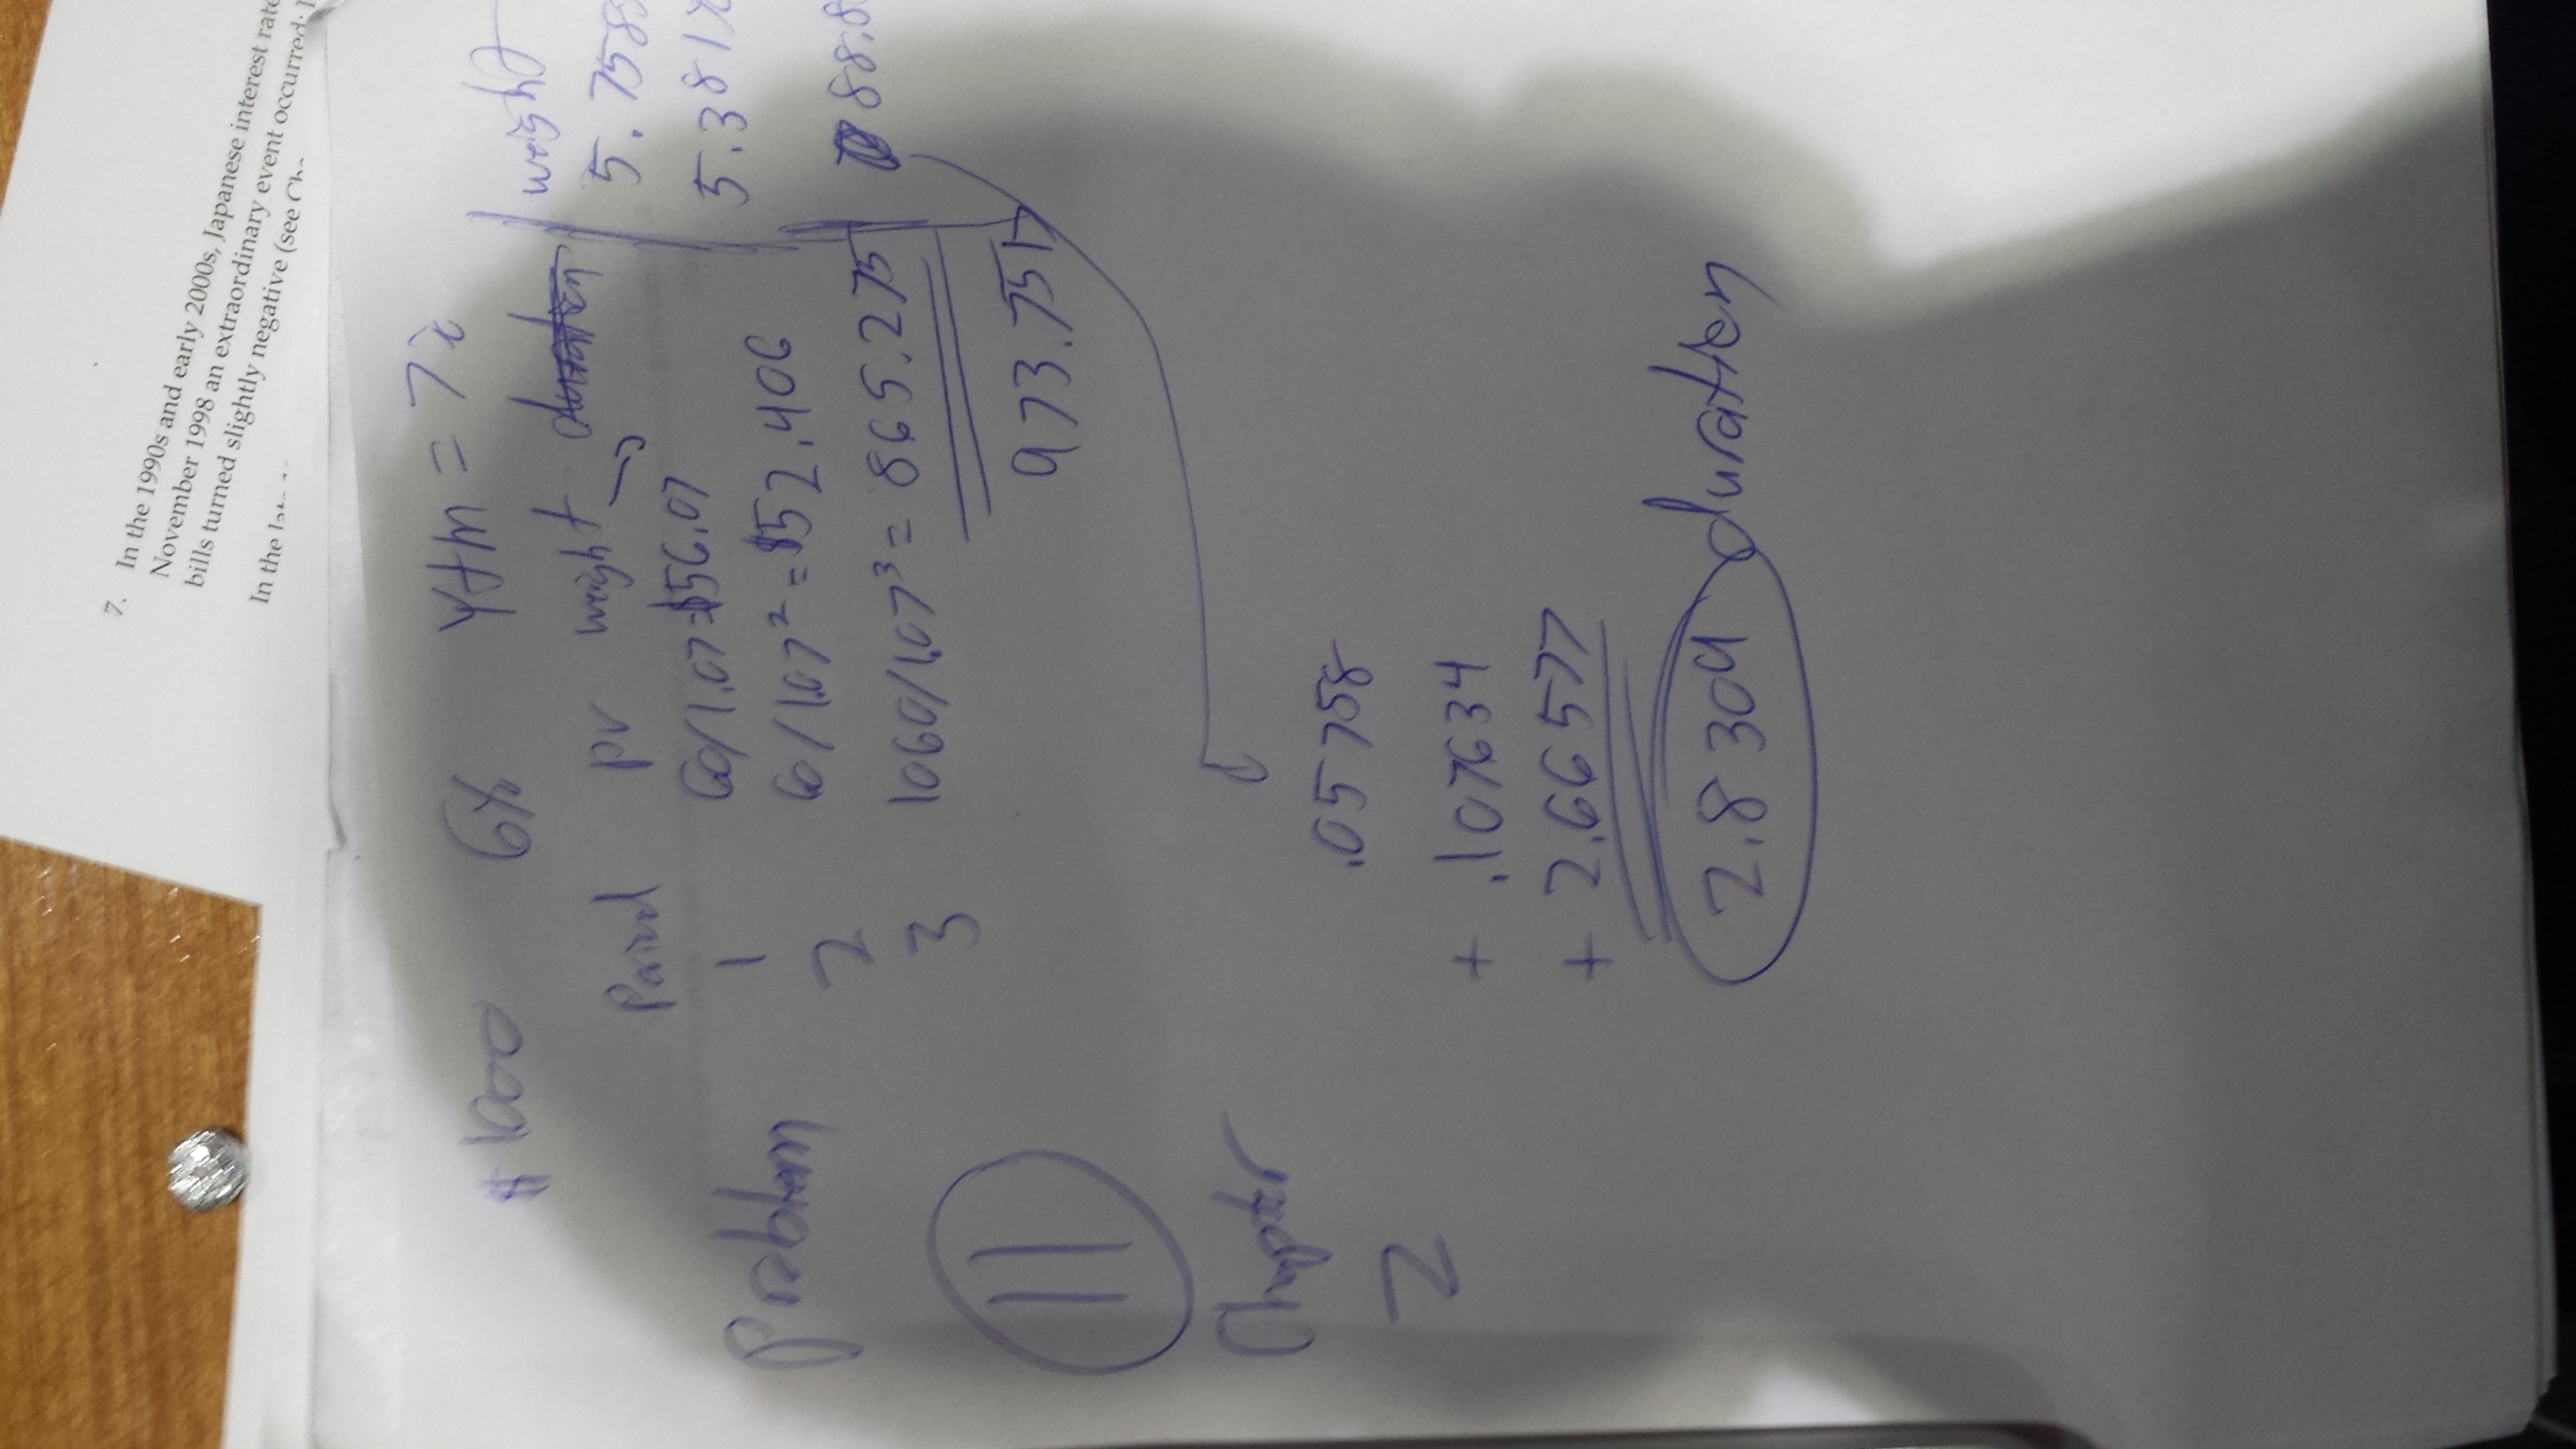 7. In the 1990s and early 2000s, Japanese interest rate
November 1998 an extraordinary event occurred:
bills turned slightly negative (see
In the
$1000 6% YTM = 7%
Period PV weight → weight
1 60/1.07 = $56.07 5.758
2 60/1.07² = $52.406 5.381%
3 1060/1.07³ = 865.275 88.8
973.751
Problem
11
Chapter
2
.05758
+ .107634
+ 2.66577
2.8309 duration